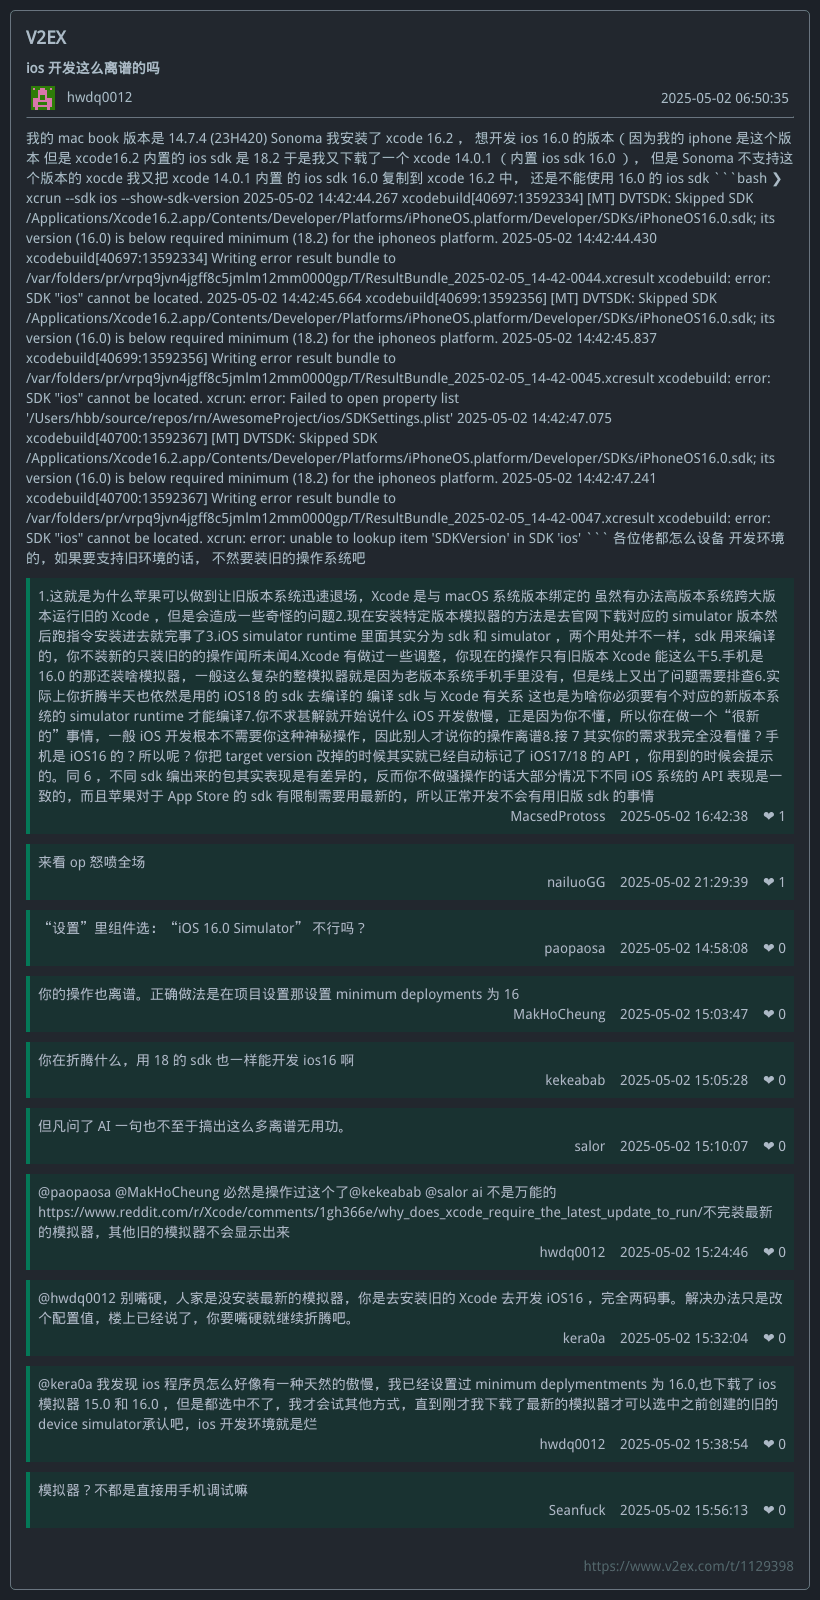 V2EX
ios 开发这么离谱的吗
hwdq0012 2025-05-02 06:50:35
我的 mac book 版本是 14.7.4 (23H420) Sonoma 我安装了 xcode 16.2 ， 想开发 ios 16.0 的版本 ( 因为我的 iphone 是这个版
本 但是 xcode16.2 内置的 ios sdk 是 18.2 于是我又下载了一个 xcode 14.0.1 （ 内置 ios sdk 16.0 ） ， 但是 Sonoma 不支持这
个版本的 xocde 我又把 xcode 14.0.1 内置 的 ios sdk 16.0 复制到 xcode 16.2 中， 还是不能使用 16.0 的 ios sdk ```bash ❯
xcrun --sdk ios --show-sdk-version 2025-05-02 14:42:44.267 xcodebuild[40697:13592334] [MT] DVTSDK: Skipped SDK
/Applications/Xcode16.2.app/Contents/Developer/Platforms/iPhoneOS.platform/Developer/SDKs/iPhoneOS16.0.sdk; its
version (16.0) is below required minimum (18.2) for the iphoneos platform. 2025-05-02 14:42:44.430
xcodebuild[40697:13592334] Writing error result bundle to
/var/folders/pr/vrpq9jvn4jgff8c5jmlm12mm0000gp/T/ResultBundle_2025-02-05_14-42-0044.xcresult xcodebuild: error:
SDK "ios" cannot be located. 2025-05-02 14:42:45.664 xcodebuild[40699:13592356] [MT] DVTSDK: Skipped SDK
/Applications/Xcode16.2.app/Contents/Developer/Platforms/iPhoneOS.platform/Developer/SDKs/iPhoneOS16.0.sdk; its
version (16.0) is below required minimum (18.2) for the iphoneos platform. 2025-05-02 14:42:45.837
xcodebuild[40699:13592356] Writing error result bundle to
/var/folders/pr/vrpq9jvn4jgff8c5jmlm12mm0000gp/T/ResultBundle_2025-02-05_14-42-0045.xcresult xcodebuild: error:
SDK "ios" cannot be located. xcrun: error: Failed to open property list
'/Users/hbb/source/repos/rn/AwesomeProject/ios/SDKSettings.plist' 2025-05-02 14:42:47.075
xcodebuild[40700:13592367] [MT] DVTSDK: Skipped SDK
/Applications/Xcode16.2.app/Contents/Developer/Platforms/iPhoneOS.platform/Developer/SDKs/iPhoneOS16.0.sdk; its
version (16.0) is below required minimum (18.2) for the iphoneos platform. 2025-05-02 14:42:47.241
xcodebuild[40700:13592367] Writing error result bundle to
/var/folders/pr/vrpq9jvn4jgff8c5jmlm12mm0000gp/T/ResultBundle_2025-02-05_14-42-0047.xcresult xcodebuild: error:
SDK "ios" cannot be located. xcrun: error: unable to lookup item 'SDKVersion' in SDK 'ios' ``` 各位佬都怎么设备 开发环境
的，如果要支持旧环境的话， 不然要装旧的操作系统吧
1.这就是为什么苹果可以做到让旧版本系统迅速退场，Xcode 是与 macOS 系统版本绑定的 虽然有办法高版本系统跨大版
本运行旧的 Xcode ，但是会造成一些奇怪的问题2.现在安装特定版本模拟器的方法是去官网下载对应的 simulator 版本然
后跑指令安装进去就完事了3.iOS simulator runtime 里面其实分为 sdk 和 simulator ，两个用处并不一样，sdk 用来编译
的，你不装新的只装旧的的操作闻所未闻4.Xcode 有做过一些调整，你现在的操作只有旧版本 Xcode 能这么干5.手机是
16.0 的那还装啥模拟器，一般这么复杂的整模拟器就是因为老版本系统手机手里没有，但是线上又出了问题需要排查6.实
际上你折腾半天也依然是用的 iOS18 的 sdk 去编译的 编译 sdk 与 Xcode 有关系 这也是为啥你必须要有个对应的新版本系
统的 simulator runtime 才能编译7.你不求甚解就开始说什么 iOS 开发傲慢，正是因为你不懂，所以你在做一个“很新
的”事情，一般 iOS 开发根本不需要你这种神秘操作，因此别人才说你的操作离谱8.接 7 其实你的需求我完全没看懂？手
机是 iOS16 的？所以呢？你把 target version 改掉的时候其实就已经自动标记了 iOS17/18 的 API ，你用到的时候会提示
的。同 6 ，不同 sdk 编出来的包其实表现是有差异的，反而你不做骚操作的话大部分情况下不同 iOS 系统的 API 表现是一
致的，而且苹果对于 App Store 的 sdk 有限制需要用最新的，所以正常开发不会有用旧版 sdk 的事情
MacsedProtoss 2025-05-02 16:42:38 ❤ 1
来看 op 怒喷全场
nailuoGG 2025-05-02 21:29:39 ❤ 1
“设置”里组件选：“iOS 16.0 Simulator” 不行吗？
paopaosa 2025-05-02 14:58:08 ❤ 0
你的操作也离谱。正确做法是在项目设置那设置 minimum deployments 为 16
MakHoCheung 2025-05-02 15:03:47 ❤ 0
你在折腾什么，用 18 的 sdk 也一样能开发 ios16 啊
kekeabab 2025-05-02 15:05:28 ❤ 0
但凡问了 AI 一句也不至于搞出这么多离谱无用功。
salor 2025-05-02 15:10:07 ❤ 0
@paopaosa @MakHoCheung 必然是操作过这个了@kekeabab @salor ai 不是万能的
https://www.reddit.com/r/Xcode/comments/1gh366e/why_does_xcode_require_the_latest_update_to_run/不完装最新
的模拟器，其他旧的模拟器不会显示出来
hwdq0012 2025-05-02 15:24:46 ❤ 0
@hwdq0012 别嘴硬，人家是没安装最新的模拟器，你是去安装旧的 Xcode 去开发 iOS16 ，完全两码事。解决办法只是改
个配置值，楼上已经说了，你要嘴硬就继续折腾吧。
kera0a 2025-05-02 15:32:04 ❤ 0
@kera0a 我发现 ios 程序员怎么好像有一种天然的傲慢，我已经设置过 minimum deplymentments 为 16.0,也下载了 ios
模拟器 15.0 和 16.0 ，但是都选中不了，我才会试其他方式，直到刚才我下载了最新的模拟器才可以选中之前创建的旧的
device simulator承认吧，ios 开发环境就是烂
hwdq0012 2025-05-02 15:38:54 ❤ 0
模拟器？不都是直接用手机调试嘛
Seanfuck 2025-05-02 15:56:13 ❤ 0
https://www.v2ex.com/t/1129398